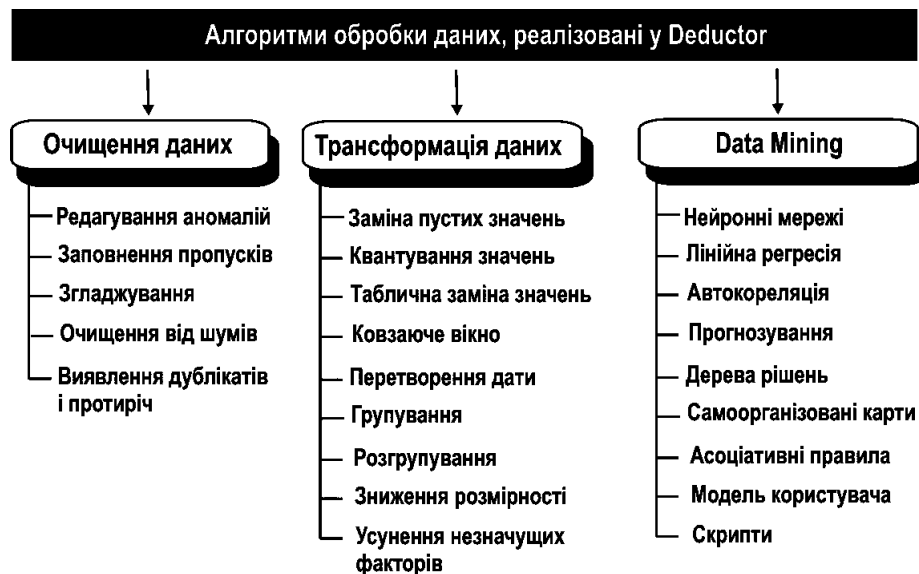 Алгоритми обробки даних, реалізовані у Deductor
Очищення даних
Редагування аномалій
Заповнення пропусків
Згладжування
Очищення від шумів
Виявлення дублікатів
і протиріч
Трансформація даних
Заміна пустих значень
Квантування значень
Таблична заміна значень
Ковзаюче вікно
Перетворення дати
Групування
Розгрупування
Зниження розмірності
Усунення незначущих
факторів
Data Mining
Нейронні мережі
Лінійна регресія
Автокореляція
Прогнозування
Дерева рішень
Самоорганізовані карти
Асоціативні правила
Модель користувача
Скрипти